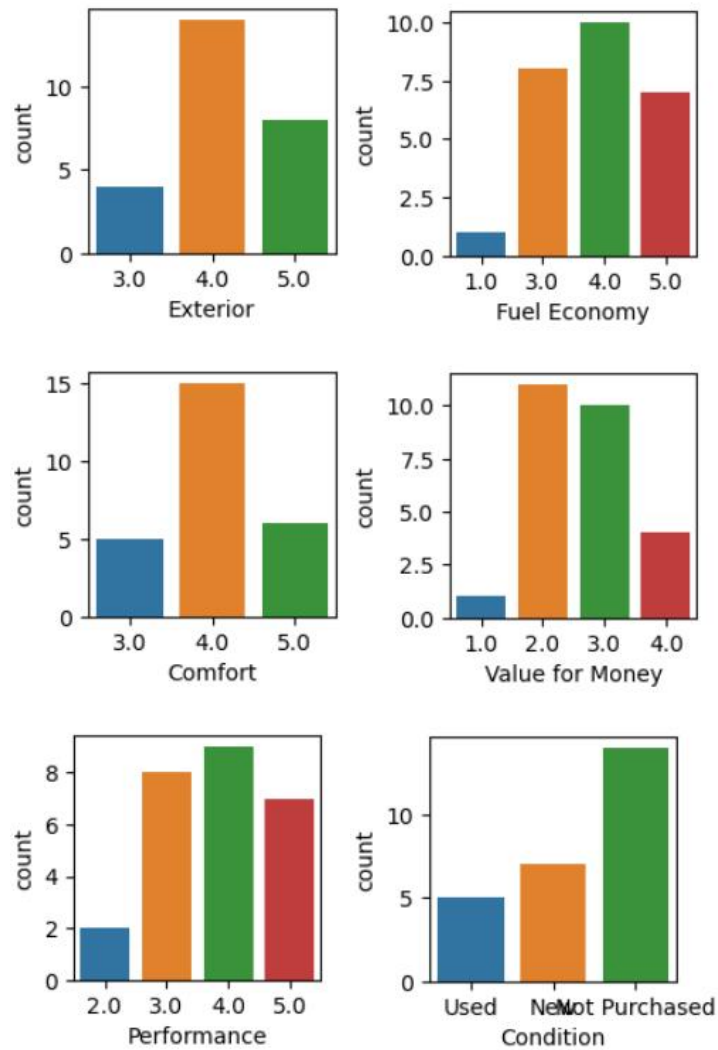 count
10
5
0
3.0 4.0 5.0
Exterior
count
10.0
7.5
5.0
2.5
0.0
1.0 3.0 4.0 5.0
Fuel Economy
count
15
10
5
0
3.0 4.0 5.0
Comfort
count
10.0
7.5
5.0
2.5
0.0
1.0 2.0 3.0 4.0
Value for Money
count
8
6
4
2
0
2.0 3.0 4.0 5.0
Performance
count
10
5
0
Used New Not Purchased
Condition